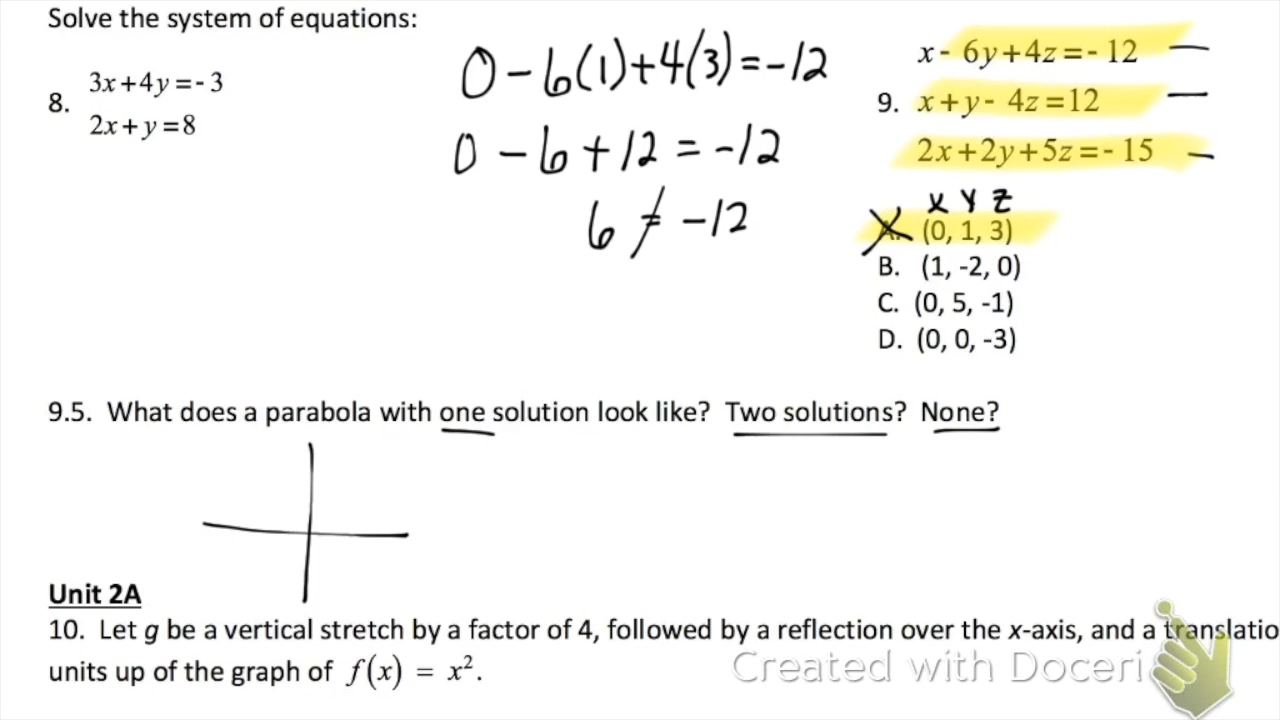 Solve the system of equations:
8.
3x+4y=-3
2x+y=8
0-6(1)+4(3)=-12
0-6+12=-12
6≠-12
9.
x-6y+4z=-12 —
x+y-4z=12 —
2x+2y+5z=-15 —
x y z
A. (0, 1, 3)
B. (1, -2, 0)
C. (0, 5, -1)
D. (0, 0, -3)
9.5. What does a parabola with one solution look like? Two solutions? None?
Unit 2A
10. Let g be a vertical stretch by a factor of 4, followed by a reflection over the x-axis, and a translatio
units up of the graph of f(x) = x².
Created with Doceri